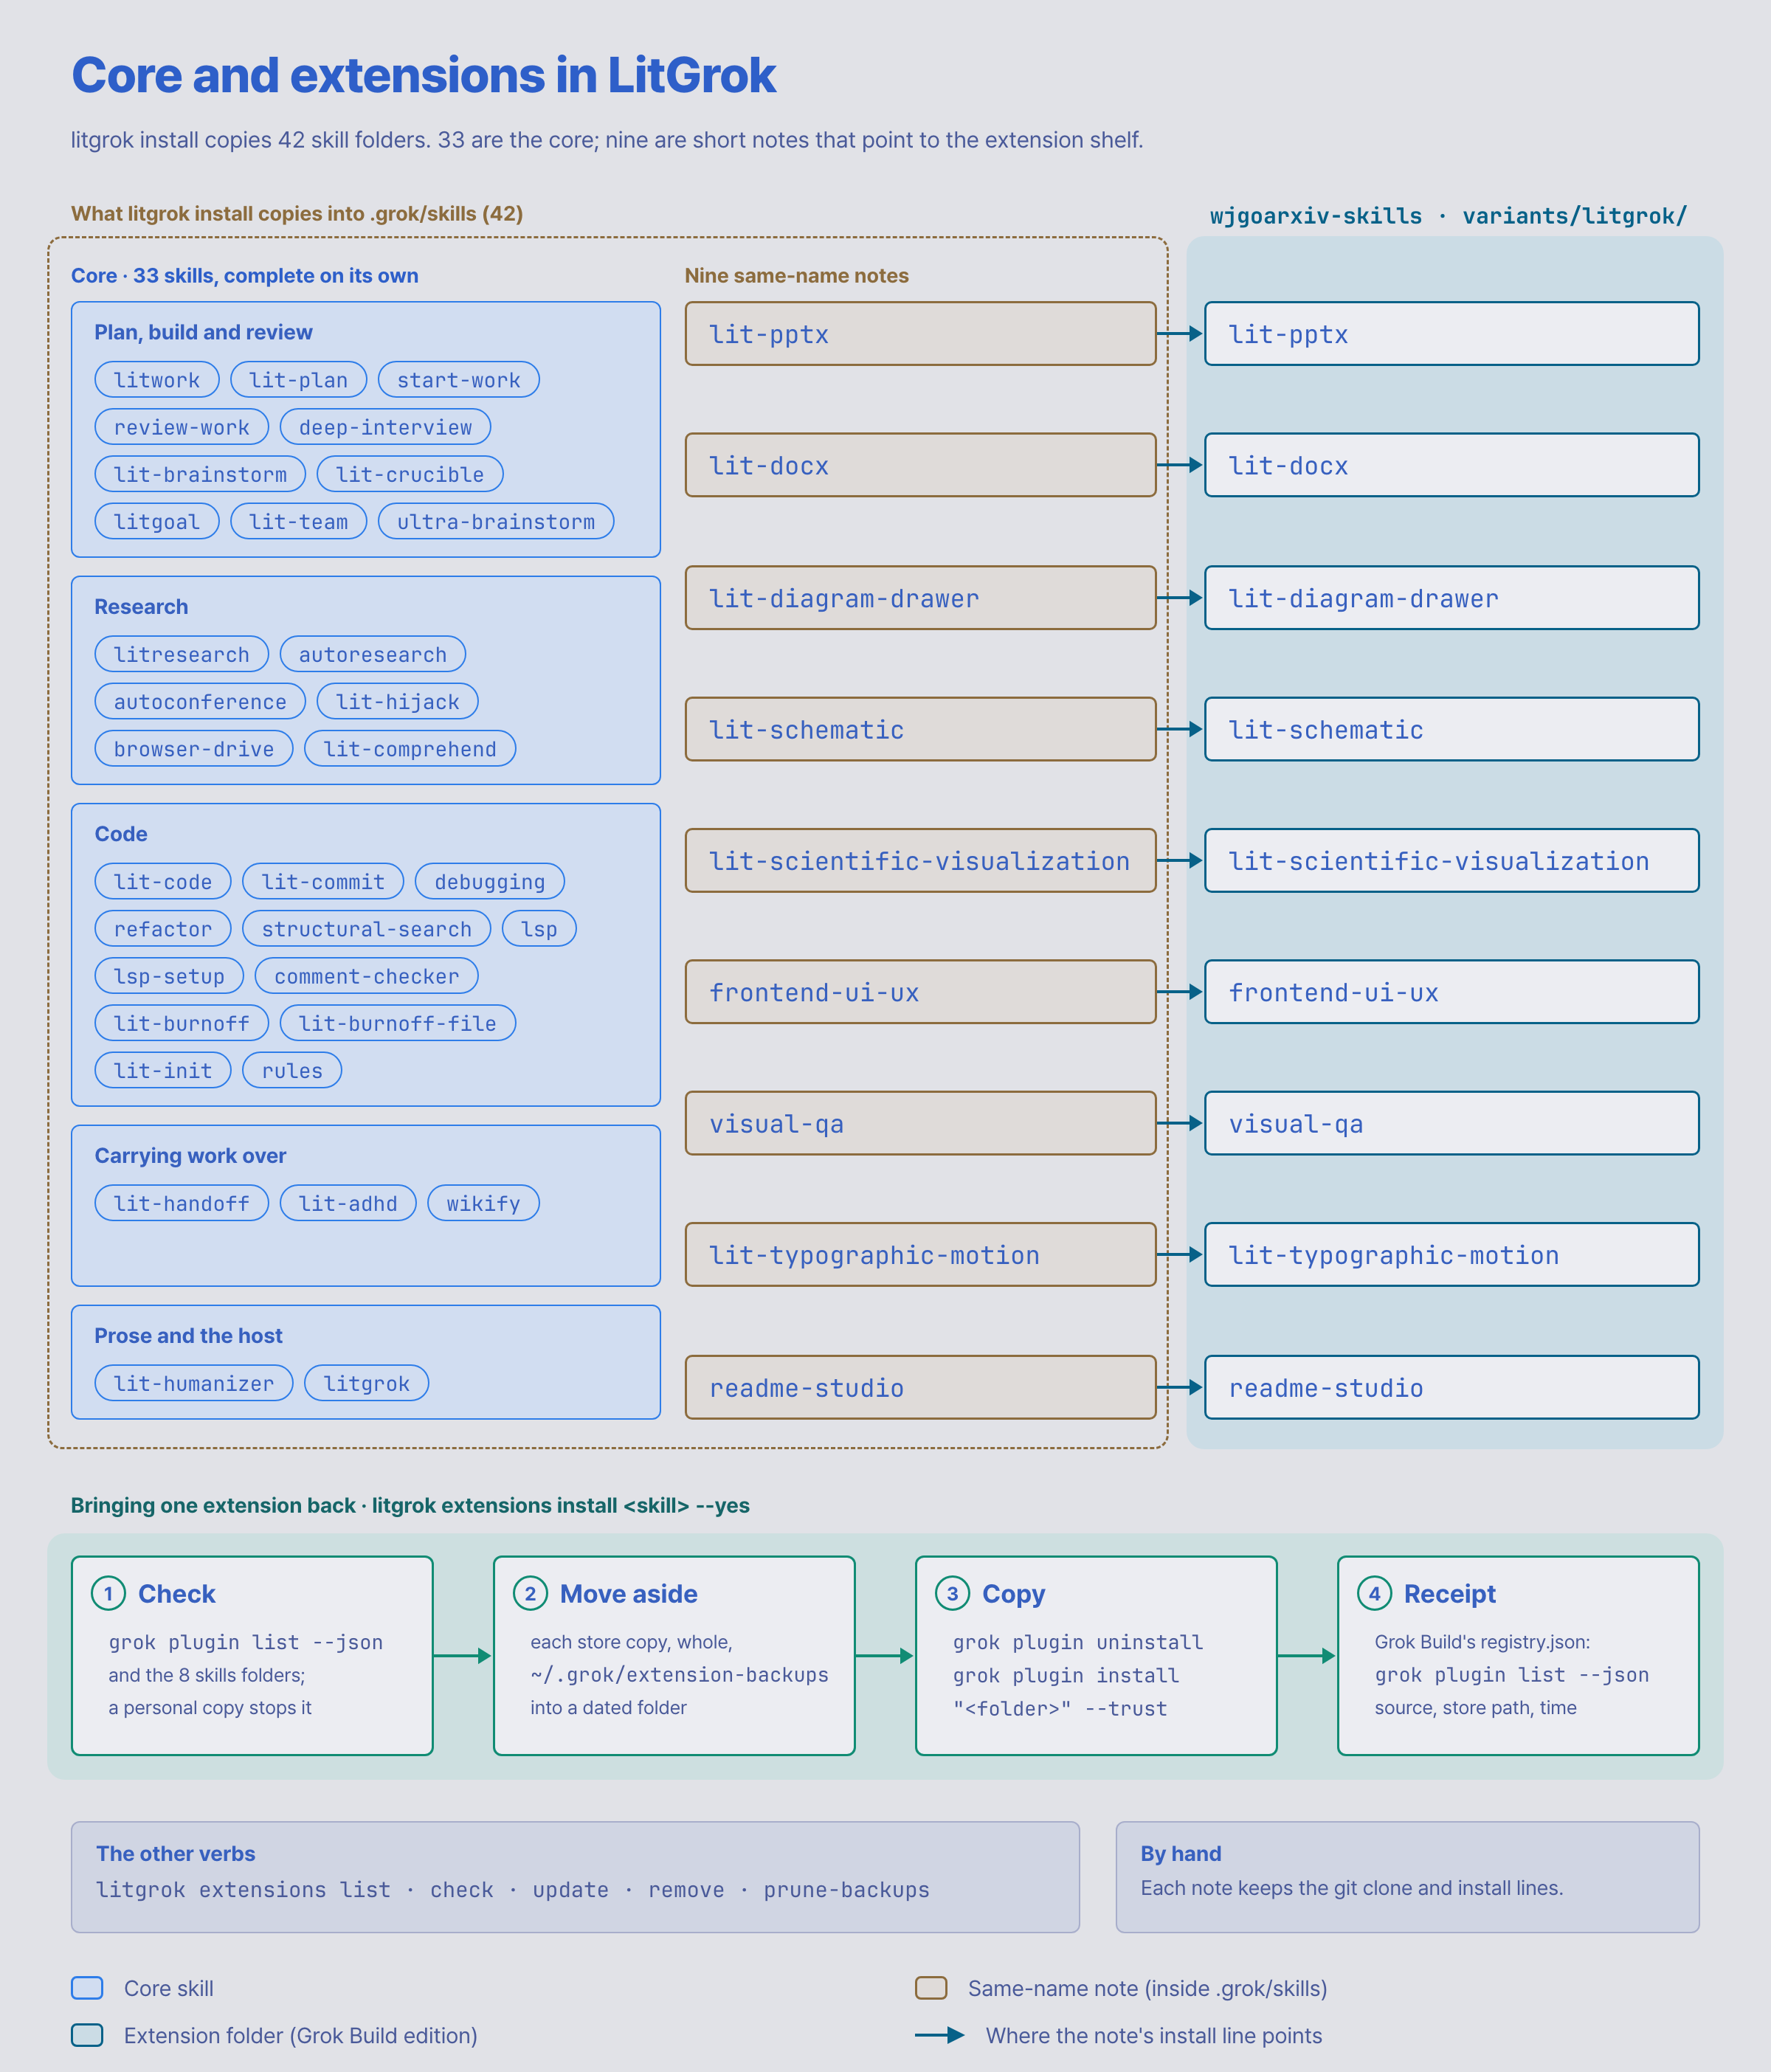 Core and extensions in LitGrok
litgrok install copies 42 skill folders. 33 are the core; nine are short notes that point to the extension shelf.
What litgrok install copies into .grok/skills (42)
wjgoarxiv-skills · variants/litgrok/
Core · 33 skills, complete on its own
Plan, build and review
litwork lit-plan start-work
review-work deep-interview
lit-brainstorm lit-crucible
litgoal lit-team ultra-brainstorm
Research
litresearch autoresearch
autoconference lit-hijack
browser-drive lit-comprehend
Code
lit-code lit-commit debugging
refactor structural-search lsp
lsp-setup comment-checker
lit-burnoff lit-burnoff-file
lit-init rules
Carrying work over
lit-handoff lit-adhd wikify
Prose and the host
lit-humanizer litgrok
Nine same-name notes
lit-pptx
lit-docx
lit-diagram-drawer
lit-schematic
lit-scientific-visualization
frontend-ui-ux
visual-qa
lit-typographic-motion
readme-studio
lit-pptx
lit-docx
lit-diagram-drawer
lit-schematic
lit-scientific-visualization
frontend-ui-ux
visual-qa
lit-typographic-motion
readme-studio
Bringing one extension back · litgrok extensions install <skill> --yes
1 Check
grok plugin list --json
and the 8 skills folders;
a personal copy stops it
2 Move aside
each store copy, whole,
~/.grok/extension-backups
into a dated folder
3 Copy
grok plugin uninstall
grok plugin install
"<folder>" --trust
4 Receipt
Grok Build's registry.json:
grok plugin list --json
source, store path, time
The other verbs
litgrok extensions list · check · update · remove · prune-backups
By hand
Each note keeps the git clone and install lines.
Core skill
Same-name note (inside .grok/skills)
Extension folder (Grok Build edition)
Where the note's install line points